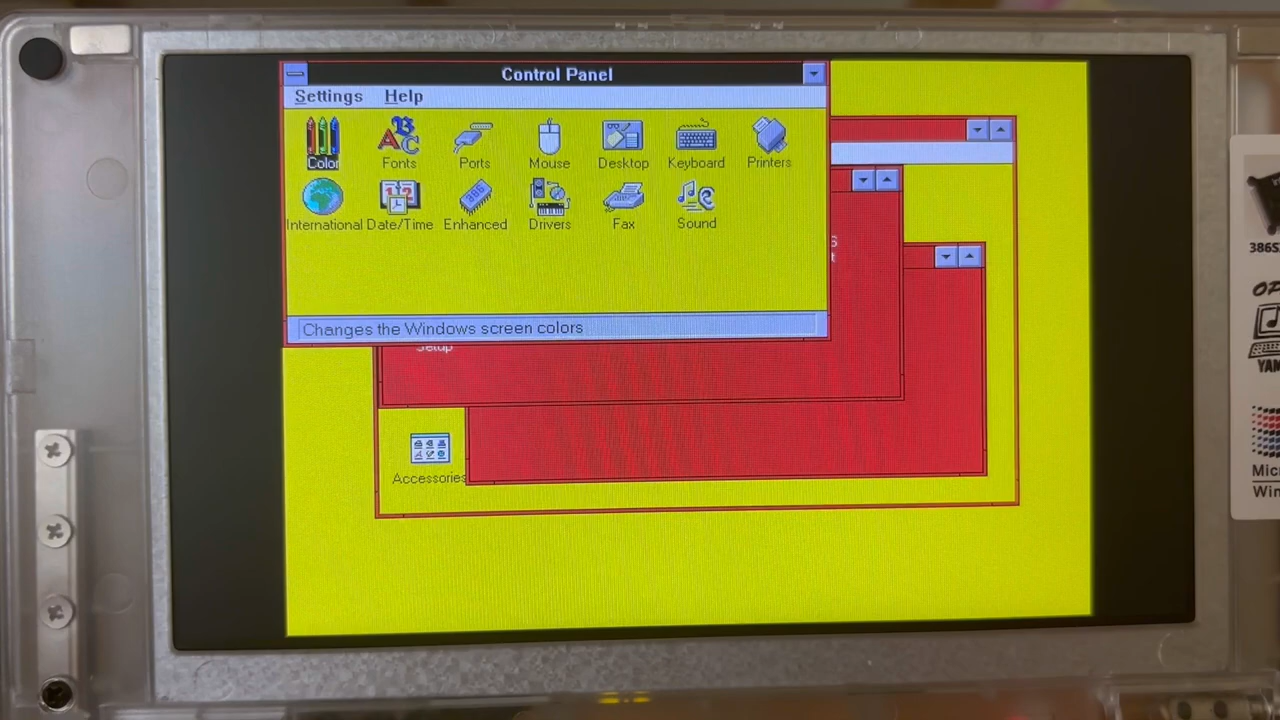 Control Panel
Settings Help
Color Fonts Ports Mouse Desktop Keyboard Printers
International Date/Time Enhanced Drivers Fax Sound
Changes the Windows screen colors
Setup
Accessories